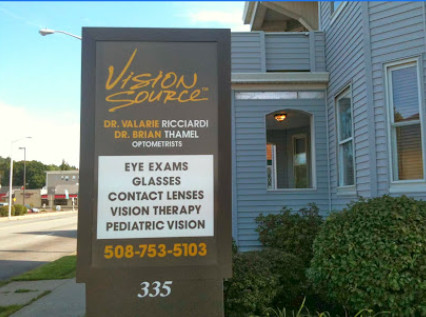 VISION
SOURCE™
DR. VALARIE RICCIARDI
DR. BRIAN THAMEL
OPTOMETRISTS
EYE EXAMS
GLASSES
CONTACT LENSES
VISION THERAPY
PEDIATRIC VISION
508-753-5103
335